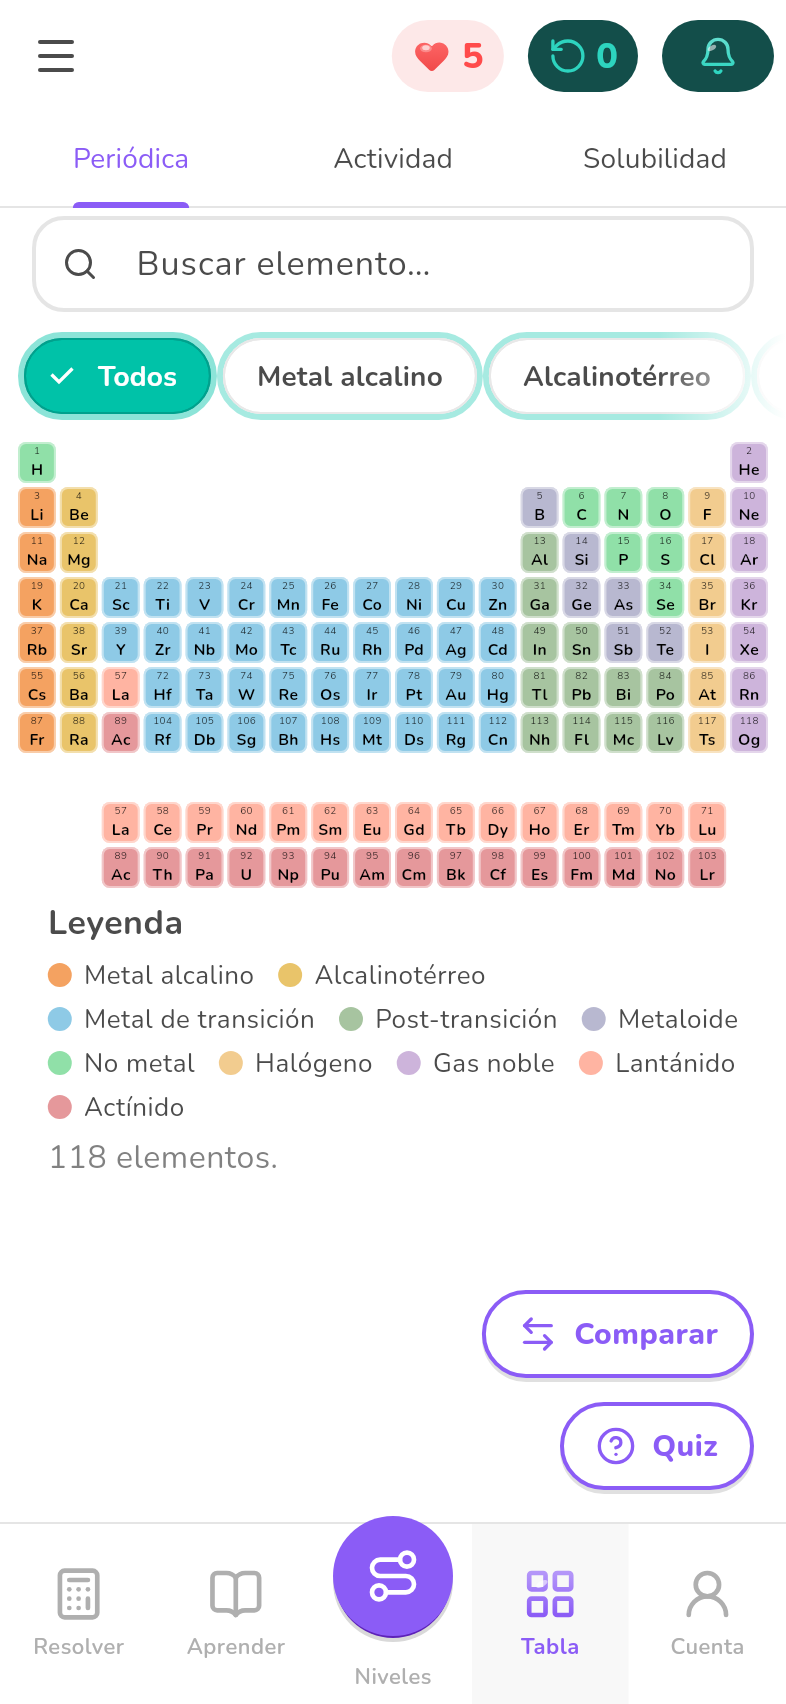 5 0
Periódica Actividad Solubilidad
Buscar elemento...
Todos Metal alcalino Alcalinotérreo
1 2
H He
3 4 5 6 7 8 9 10
Li Be B C N O F Ne
11 12 13 14 15 16 17 18
Na Mg Al Si P S Cl Ar
19 20 21 22 23 24 25 26 27 28 29 30 31 32 33 34 35 36
K Ca Sc Ti V Cr Mn Fe Co Ni Cu Zn Ga Ge As Se Br Kr
37 38 39 40 41 42 43 44 45 46 47 48 49 50 51 52 53 54
Rb Sr Y Zr Nb Mo Tc Ru Rh Pd Ag Cd In Sn Sb Te I Xe
55 56 57 72 73 74 75 76 77 78 79 80 81 82 83 84 85 86
Cs Ba La Hf Ta W Re Os Ir Pt Au Hg Tl Pb Bi Po At Rn
87 88 89 104 105 106 107 108 109 110 111 112 113 114 115 116 117 118
Fr Ra Ac Rf Db Sg Bh Hs Mt Ds Rg Cn Nh Fl Mc Lv Ts Og
57 58 59 60 61 62 63 64 65 66 67 68 69 70 71
La Ce Pr Nd Pm Sm Eu Gd Tb Dy Ho Er Tm Yb Lu
89 90 91 92 93 94 95 96 97 98 99 100 101 102 103
Ac Th Pa U Np Pu Am Cm Bk Cf Es Fm Md No Lr
Leyenda
Metal alcalino Alcalinotérreo
Metal de transición Post-transición Metaloide
No metal Halógeno Gas noble Lantánido
Actínido
118 elementos.
Comparar
Quiz
Resolver Aprender Niveles Tabla Cuenta